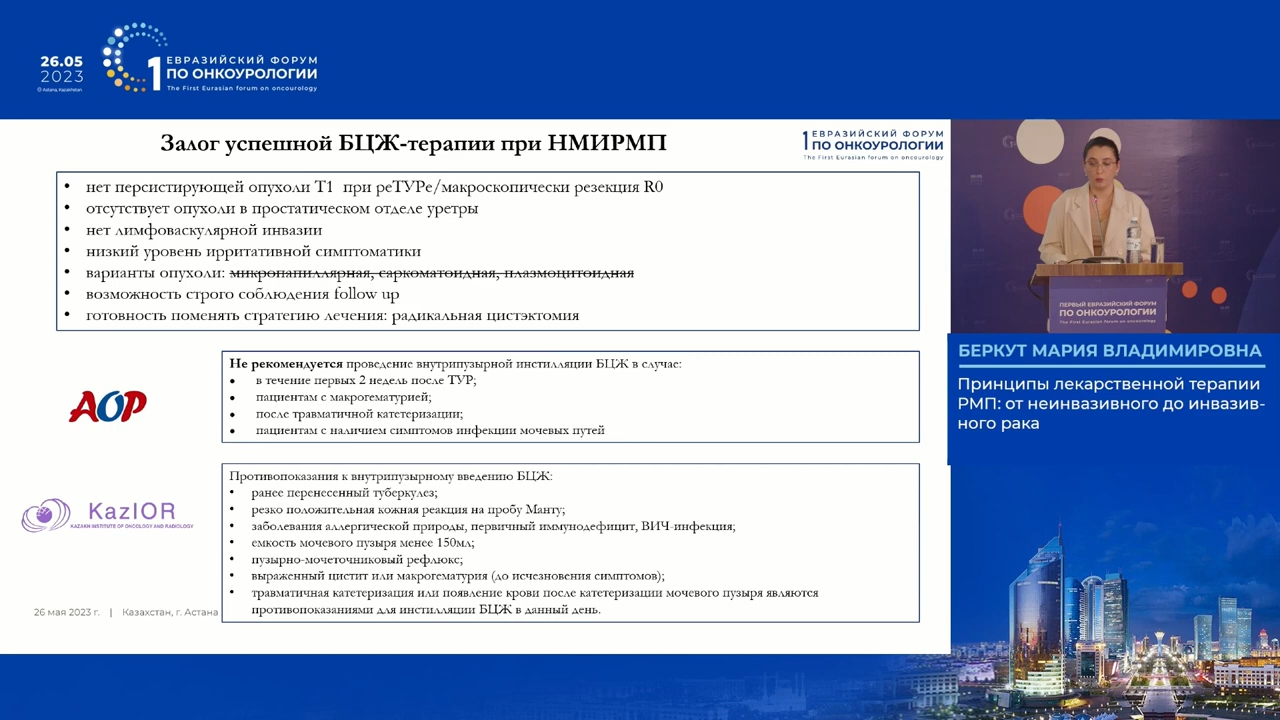 26.05
2023
Astana, Kazakhstan
1 ЕВРАЗИЙСКИЙ ФОРУМ
ПО ОНКОУРОЛОГИИ
The First Eurasian forum on oncourology
Залог успешной БЦЖ-терапии при НМИРМП
1 ЕВРАЗИЙСКИЙ ФОРУМ
ПО ОНКОУРОЛОГИИ
The First Eurasian forum on oncourology
• нет персистирующей опухоли Т1 при реТУРе/макроскопически резекция R0
• отсутствует опухоли в простатическом отделе уретры
• нет лимфоваскулярной инвазии
• низкий уровень ирритативной симптоматики
• варианты опухоли: микропапиллярная, саркоматоидная, плазмоцитоидная
• возможность строго соблюдения follow up
• готовность поменять стратегию лечения: радикальная цистэктомия
Не рекомендуется проведение внутрипузырной инстилляции БЦЖ в случае:
• в течение первых 2 недель после ТУР;
• пациентам с макрогематурией;
• после травматичной катетеризации;
• пациентам с наличием симптомов инфекции мочевых путей
АОР
Противопоказания к внутрипузырному введению БЦЖ:
• ранее перенесенный туберкулез;
• резко положительная кожная реакция на пробу Манту;
• заболевания аллергической природы, первичный иммунодефицит, ВИЧ-инфекция;
• емкость мочевого пузыря менее 150мл;
• пузырно-мочеточниковый рефлюкс;
• выраженный цистит или макрогематурия (до исчезновения симптомов);
• травматичная катетеризация или появление крови после катетеризации мочевого пузыря являются
противопоказаниями для инстилляции БЦЖ в данный день.
KazIOR
KAZAKH INSTITUTE OF ONCOLOGY AND RADIOLOGY
26 мая 2023 г. | Казахстан, г. Астана
ПЕРВЫЙ ЕВРАЗИЙСКИЙ ФОРУМ
ПО ОНКОУРОЛОГИИ
The First Eurasian forum on oncourology
БЕРКУТ МАРИЯ ВЛАДИМИРОВНА
Принципы лекарственной терапии
РМП: от неинвазивного до инвазив-
ного рака